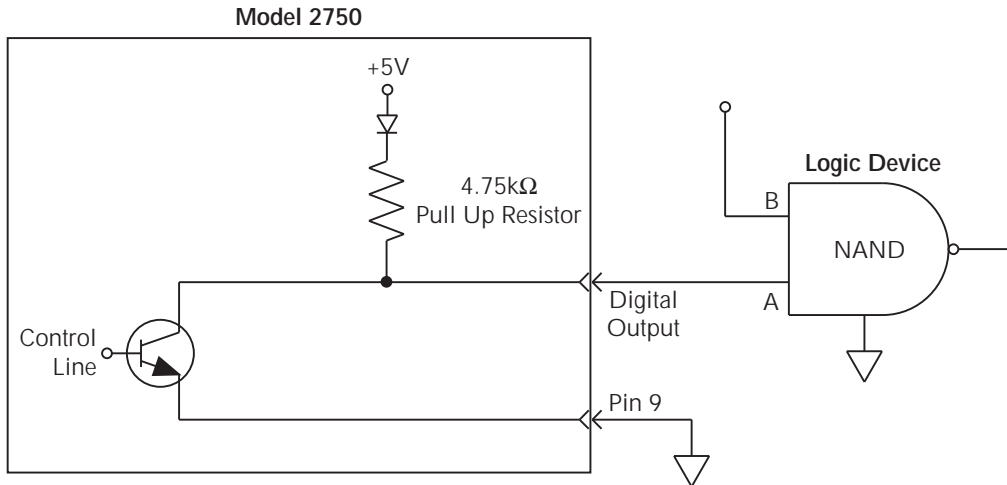 Model 2750
+5V
4.75kΩ
Pull Up Resistor
Logic Device
B
NAND
A
Digital
Output
Control
Line
Pin 9